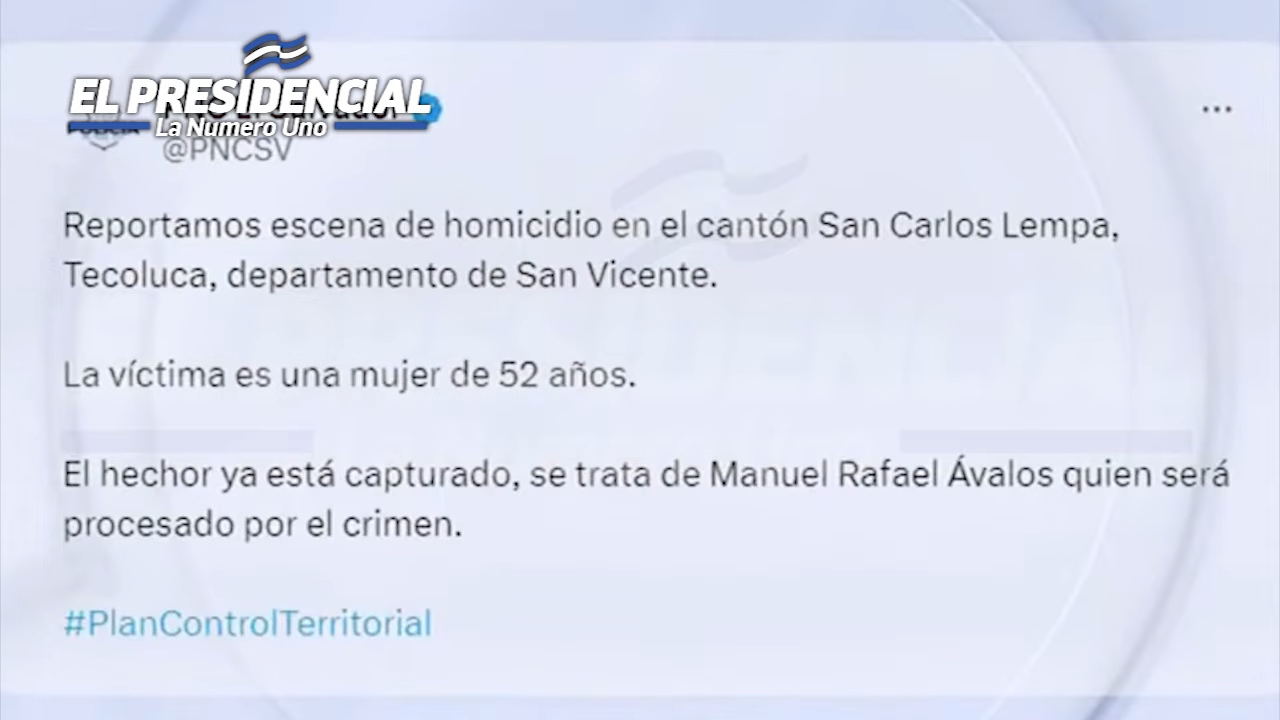 EL PRESIDENCIAL
La Numero Uno
@PNCSV
Reportamos escena de homicidio en el cantón San Carlos Lempa,
Tecoluca, departamento de San Vicente.
La víctima es una mujer de 52 años.
El hechor ya está capturado, se trata de Manuel Rafael Ávalos quien será
procesado por el crimen.
#PlanControlTerritorial